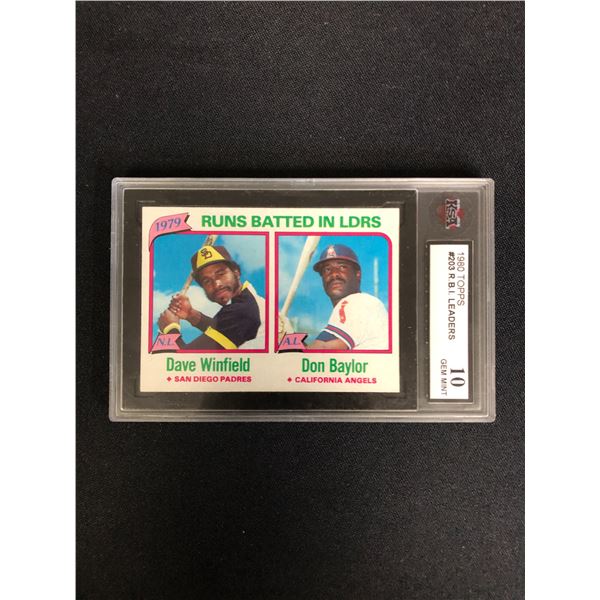 1979
RUNS BATTED IN LDRS
SD
N.L.
A.L.
Dave Winfield
SAN DIEGO PADRES
Don Baylor
CALIFORNIA ANGELS
KSA
1980 TOPPS
#203 R.B.I. LEADERS
10
GEM MINT